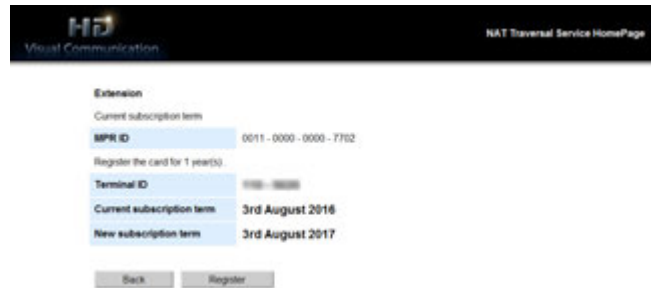 HD
Visual Communication
NAT Traversal Service HomePage
Extension
Current subscription term
MPR ID 0011 - 0000 - 0000 - 7702
Register the card for 1 year(s).
Terminal ID
Current subscription term 3rd August 2016
New subscription term 3rd August 2017
Back Register